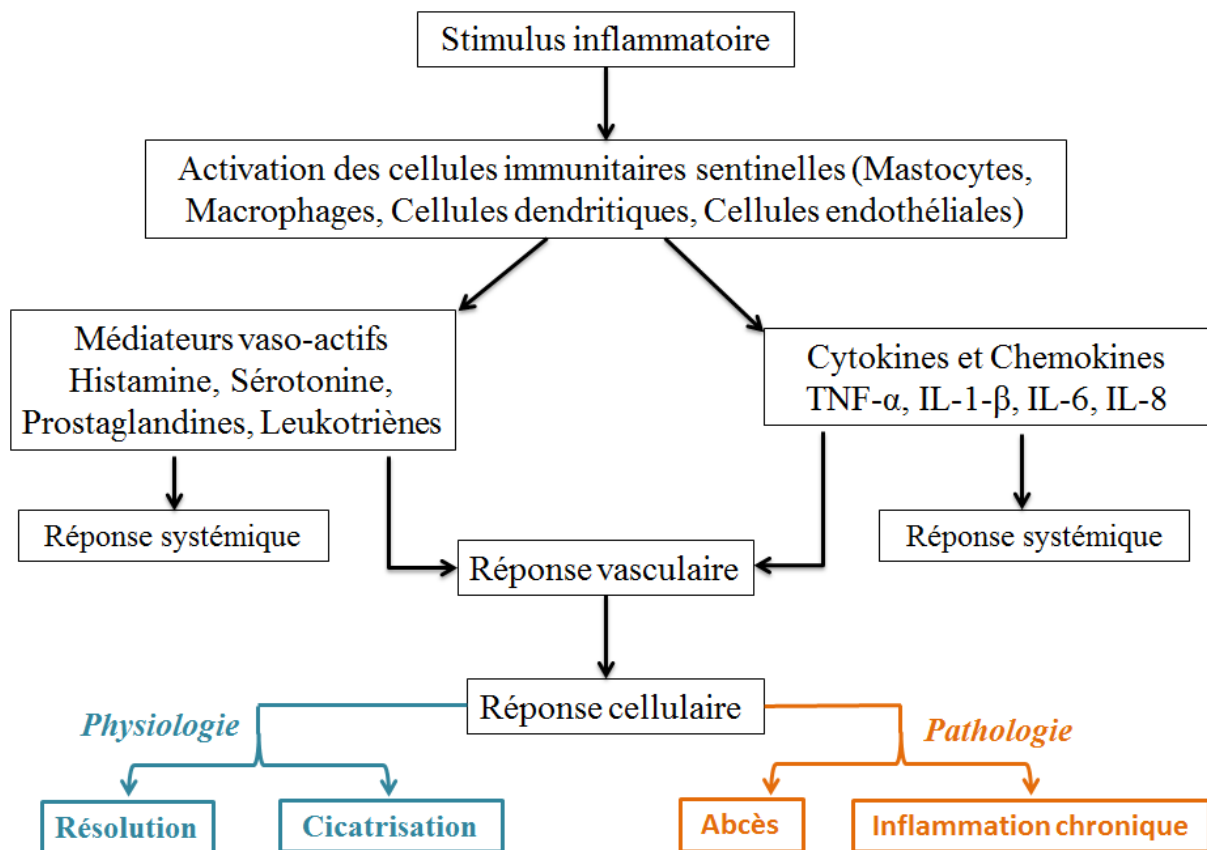 Stimulus inflammatoire
Activation des cellules immunitaires sentinelles (Mastocytes,
Macrophages, Cellules dendritiques, Cellules endothéliales)
Médiateurs vaso-actifs
Histamine, Sérotonine,
Prostaglandines, Leukotriènes
Cytokines et Chemokines
TNF-α, IL-1-β, IL-6, IL-8
Réponse systémique
Réponse systémique
Réponse vasculaire
Réponse cellulaire
Physiologie
Pathologie
Résolution
Cicatrisation
Abcès
Inflammation chronique